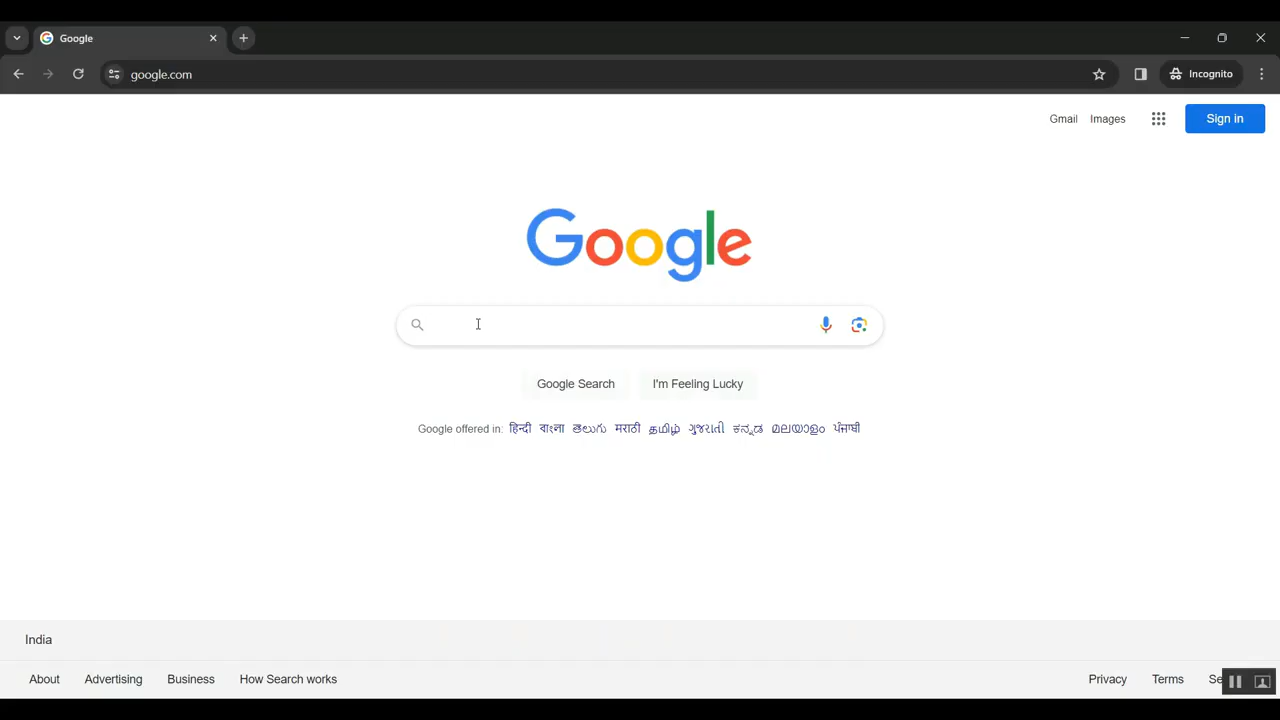 Google
google.com
Incognito
Gmail Images Sign in
Google
Google Search I'm Feeling Lucky
Google offered in: हिन्दी বাংলা తెలుగు मराठी தமிழ் ગુજરાતી ಕನ್ನಡ മലയാളം ਪੰਜਾਬੀ
India
About Advertising Business How Search works Privacy Terms